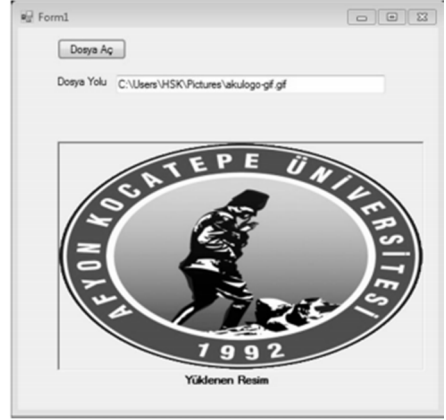 Form1
Dosya Aç
Dosya Yolu C:\Users\HSK\Pictures\akulogo-gif.gif
AFYON KOCATEPE ÜNİVERSİTESİ
1992
Yüklenen Resim